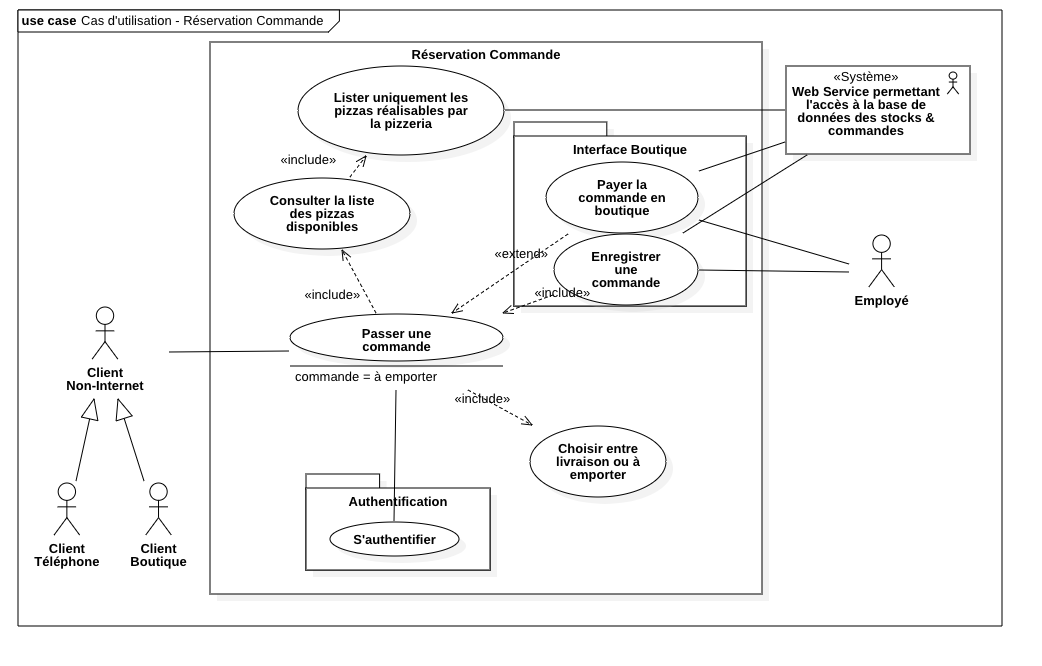 use case Cas d'utilisation - Réservation Commande
Réservation Commande
Lister uniquement les
pizzas réalisables par
la pizzeria
«Système»
Web Service permettant
l'accès à la base de
données des stocks &
commandes
Interface Boutique
«include»
Payer la
commande en
boutique
Consulter la liste
des pizzas
disponibles
«extend»
Enregistrer
une
commande
Employé
«include»
«include»
Passer une
commande
commande = à emporter
Client
Non-Internet
«include»
Choisir entre
livraison ou à
emporter
Authentification
S'authentifier
Client
Téléphone
Client
Boutique